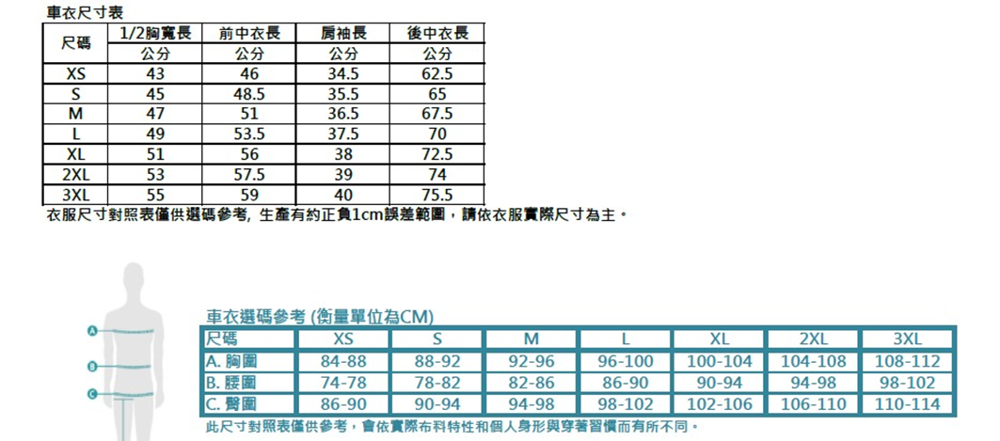 車衣尺寸表
尺碼 1/2胸寬長 前中衣長 肩袖長 後中衣長
公分 公分 公分 公分
XS 43 46 34.5 62.5
S 45 48.5 35.5 65
M 47 51 36.5 67.5
L 49 53.5 37.5 70
XL 51 56 38 72.5
2XL 53 57.5 39 74
3XL 55 59 40 75.5
衣服尺寸對照表僅供選碼參考, 生產有約正負1cm誤差範圍，請依衣服實際尺寸為主。
車衣選碼參考 (衡量單位為CM)
尺碼 XS S M L XL 2XL 3XL
A. 胸圍 84-88 88-92 92-96 96-100 100-104 104-108 108-112
B. 腰圍 74-78 78-82 82-86 86-90 90-94 94-98 98-102
C. 臀圍 86-90 90-94 94-98 98-102 102-106 106-110 110-114
此尺寸對照表僅供參考，會依實際布料特性和個人身形與穿著習慣而有所不同。
A
B
C